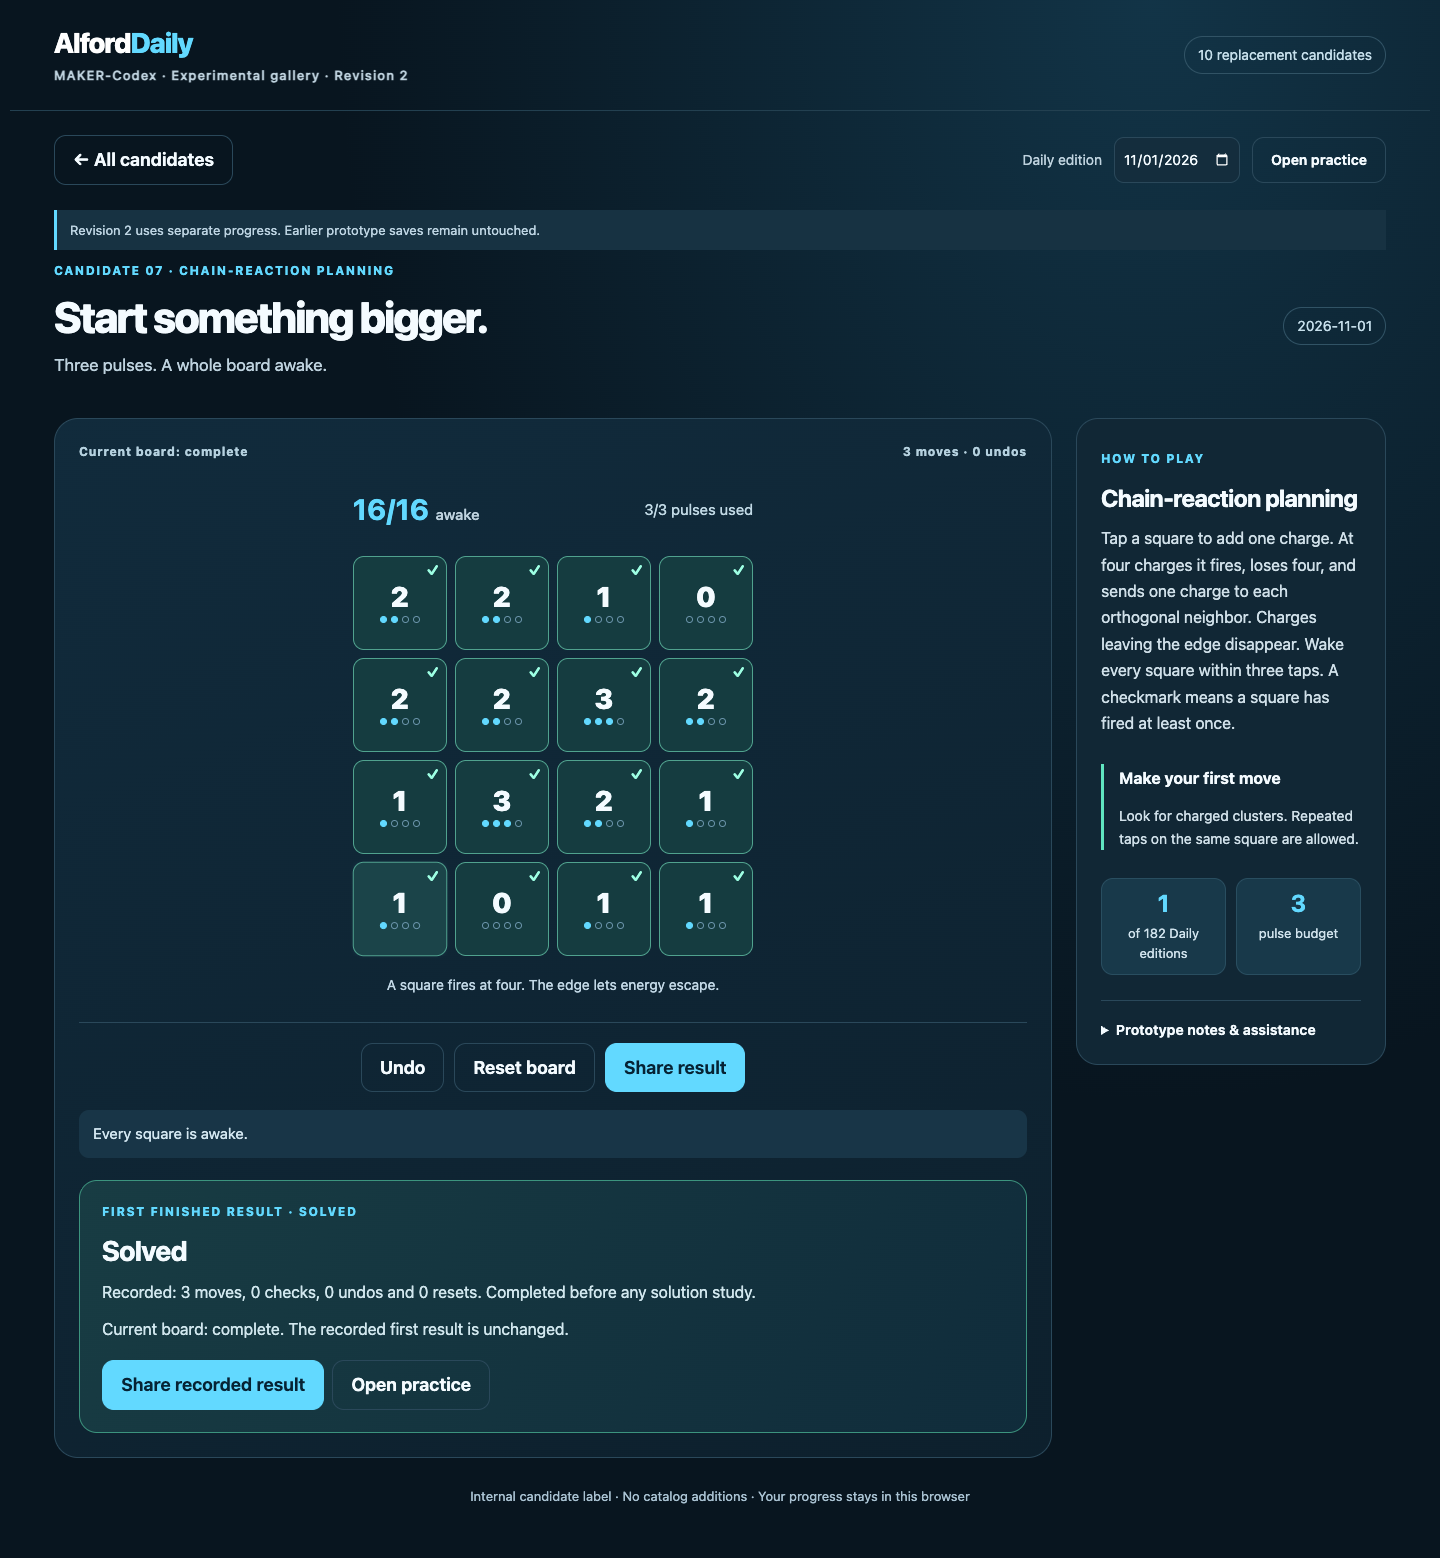 AlfordDaily
MAKER-Codex · Experimental gallery · Revision 2
10 replacement candidates
← All candidates
Daily edition
11/01/2026
Open practice
Revision 2 uses separate progress. Earlier prototype saves remain untouched.
CANDIDATE 07 · CHAIN-REACTION PLANNING
Start something bigger.
2026-11-01
Three pulses. A whole board awake.
Current board: complete
3 moves · 0 undos
16/16 awake
3/3 pulses used
2 2 1 0
2 2 3 2
1 3 2 1
1 0 1 1
A square fires at four. The edge lets energy escape.
Undo
Reset board
Share result
Every square is awake.
FIRST FINISHED RESULT · SOLVED
Solved
Recorded: 3 moves, 0 checks, 0 undos and 0 resets. Completed before any solution study.
Current board: complete. The recorded first result is unchanged.
Share recorded result
Open practice
HOW TO PLAY
Chain-reaction planning
Tap a square to add one charge. At
four charges it fires, loses four, and
sends one charge to each
orthogonal neighbor. Charges
leaving the edge disappear. Wake
every square within three taps. A
checkmark means a square has
fired at least once.
Make your first move
Look for charged clusters. Repeated
taps on the same square are allowed.
1
of 182 Daily
editions
3
pulse budget
Prototype notes & assistance
Internal candidate label · No catalog additions · Your progress stays in this browser